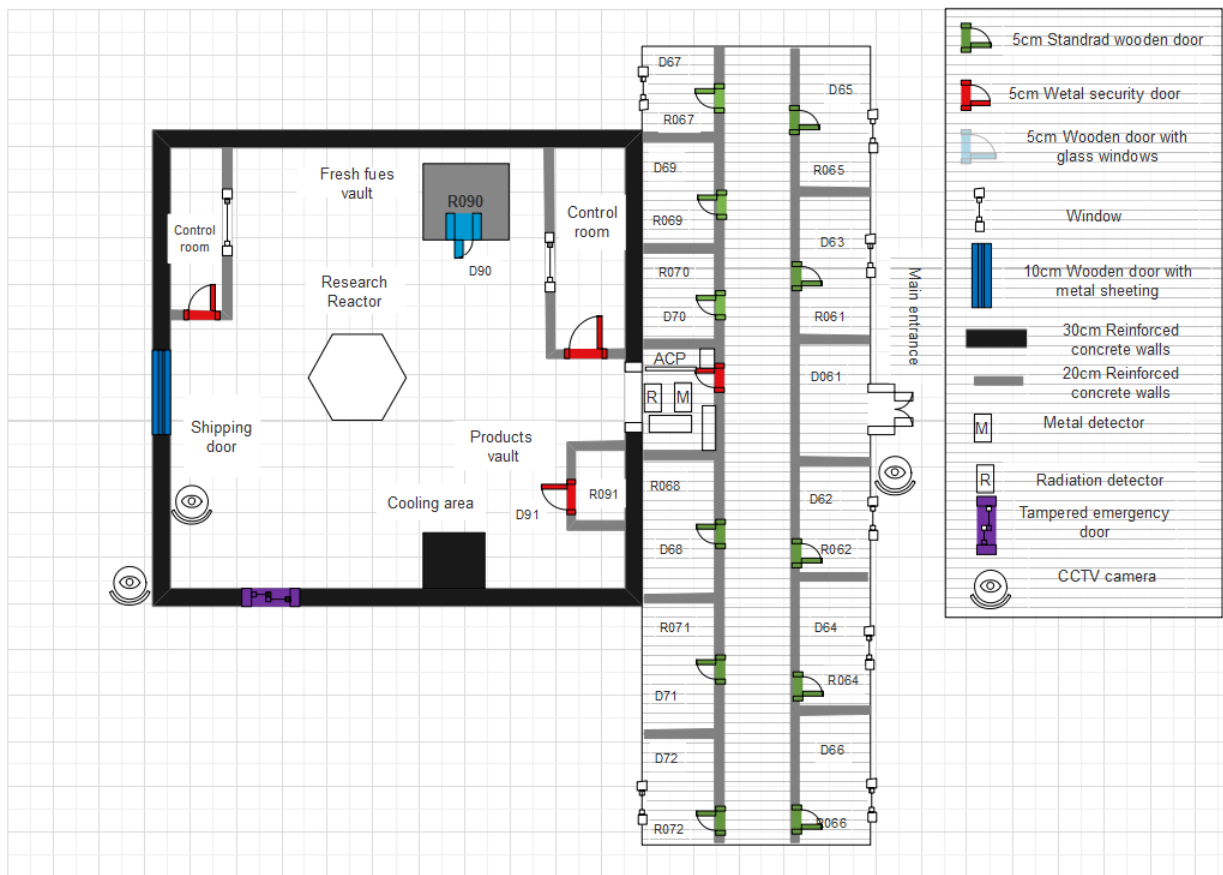 D67
R067
D69
R069
R070
D70
ACP
R
M
R068
D68
R071
D71
D72
R072
D65
R065
D63
R061
D061
D62
R062
D64
R064
D66
R066
Main entrance
Fresh fues
vault
R090
D90
Control
room
Control
room
Research
Reactor
Shipping
door
Products
vault
R091
D91
Cooling area
5cm Standrad wooden door
5cm Wetal security door
5cm Wooden door with
glass windows
Window
10cm Wooden door with
metal sheeting
30cm Reinforced
concrete walls
20cm Reinforced
concrete walls
M
Metal detector
R
Radiation detector
Tampered emergency
door
CCTV camera